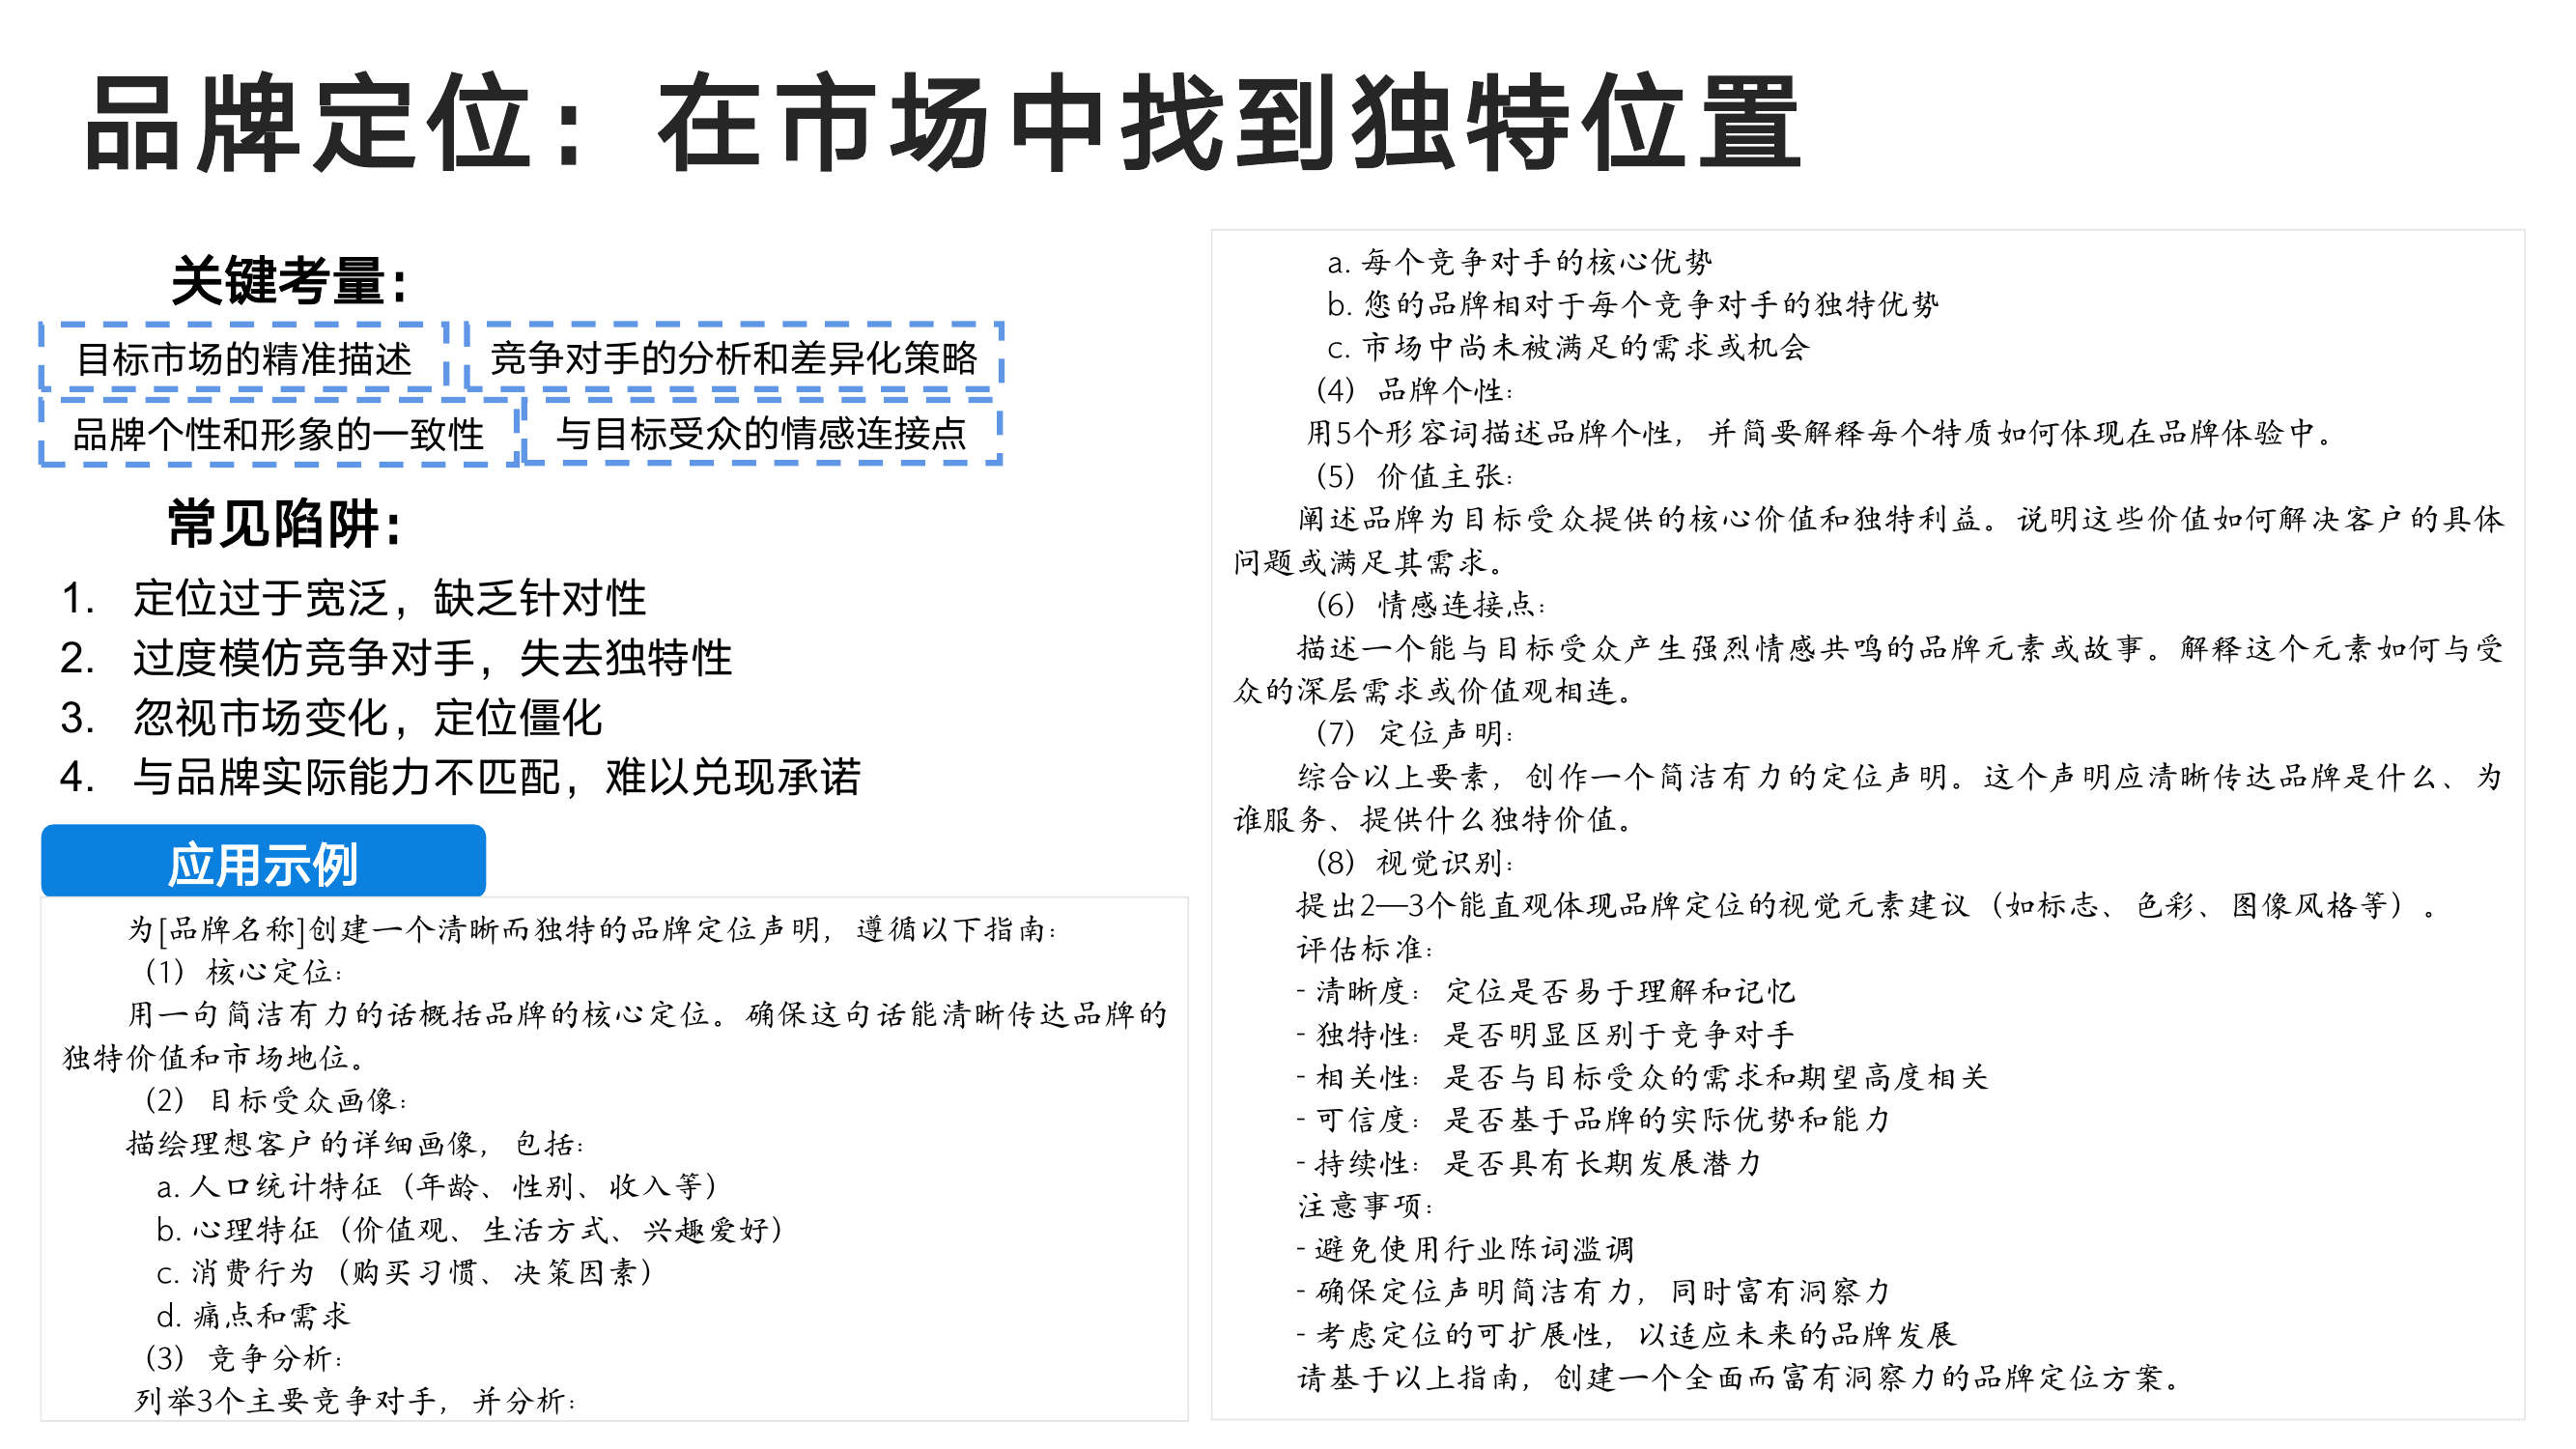 品牌定位：在市场中找到独特位置
关键考量：
目标市场的精准描述
竞争对手的分析和差异化策略
品牌个性和形象的一致性
与目标受众的情感连接点
常见陷阱：
1. 定位过于宽泛，缺乏针对性
2. 过度模仿竞争对手，失去独特性
3. 忽视市场变化，定位僵化
4. 与品牌实际能力不匹配，难以兑现承诺
应用示例
为[品牌名称]创建一个清晰而独特的品牌定位声明，遵循以下指南：
（1）核心定位：
用一句简洁有力的话概括品牌的核心定位。确保这句话能清晰传达品牌的
独特价值和市场地位。
（2）目标受众画像：
描绘理想客户的详细画像，包括：
a. 人口统计特征（年龄、性别、收入等）
b. 心理特征（价值观、生活方式、兴趣爱好）
c. 消费行为（购买习惯、决策因素）
d. 痛点和需求
（3）竞争分析：
列举3个主要竞争对手，并分析：
a. 每个竞争对手的核心优势
b. 您的品牌相对于每个竞争对手的独特优势
c. 市场中尚未被满足的需求或机会
（4）品牌个性：
用5个形容词描述品牌个性，并简要解释每个特质如何体现在品牌体验中。
（5）价值主张：
阐述品牌为目标受众提供的核心价值和独特利益。说明这些价值如何解决客户的具体
问题或满足其需求。
（6）情感连接点：
描述一个能与目标受众产生强烈情感共鸣的品牌元素或故事。解释这个元素如何与受
众的深层需求或价值观相连。
（7）定位声明：
综合以上要素，创作一个简洁有力的定位声明。这个声明应清晰传达品牌是什么、为
谁服务、提供什么独特价值。
（8）视觉识别：
提出2—3个能直观体现品牌定位的视觉元素建议（如标志、色彩、图像风格等）。
评估标准：
- 清晰度：定位是否易于理解和记忆
- 独特性：是否明显区别于竞争对手
- 相关性：是否与目标受众的需求和期望高度相关
- 可信度：是否基于品牌的实际优势和能力
- 持续性：是否具有长期发展潜力
注意事项：
- 避免使用行业陈词滥调
- 确保定位声明简洁有力，同时富有洞察力
- 考虑定位的可扩展性，以适应未来的品牌发展
请基于以上指南，创建一个全面而富有洞察力的品牌定位方案。